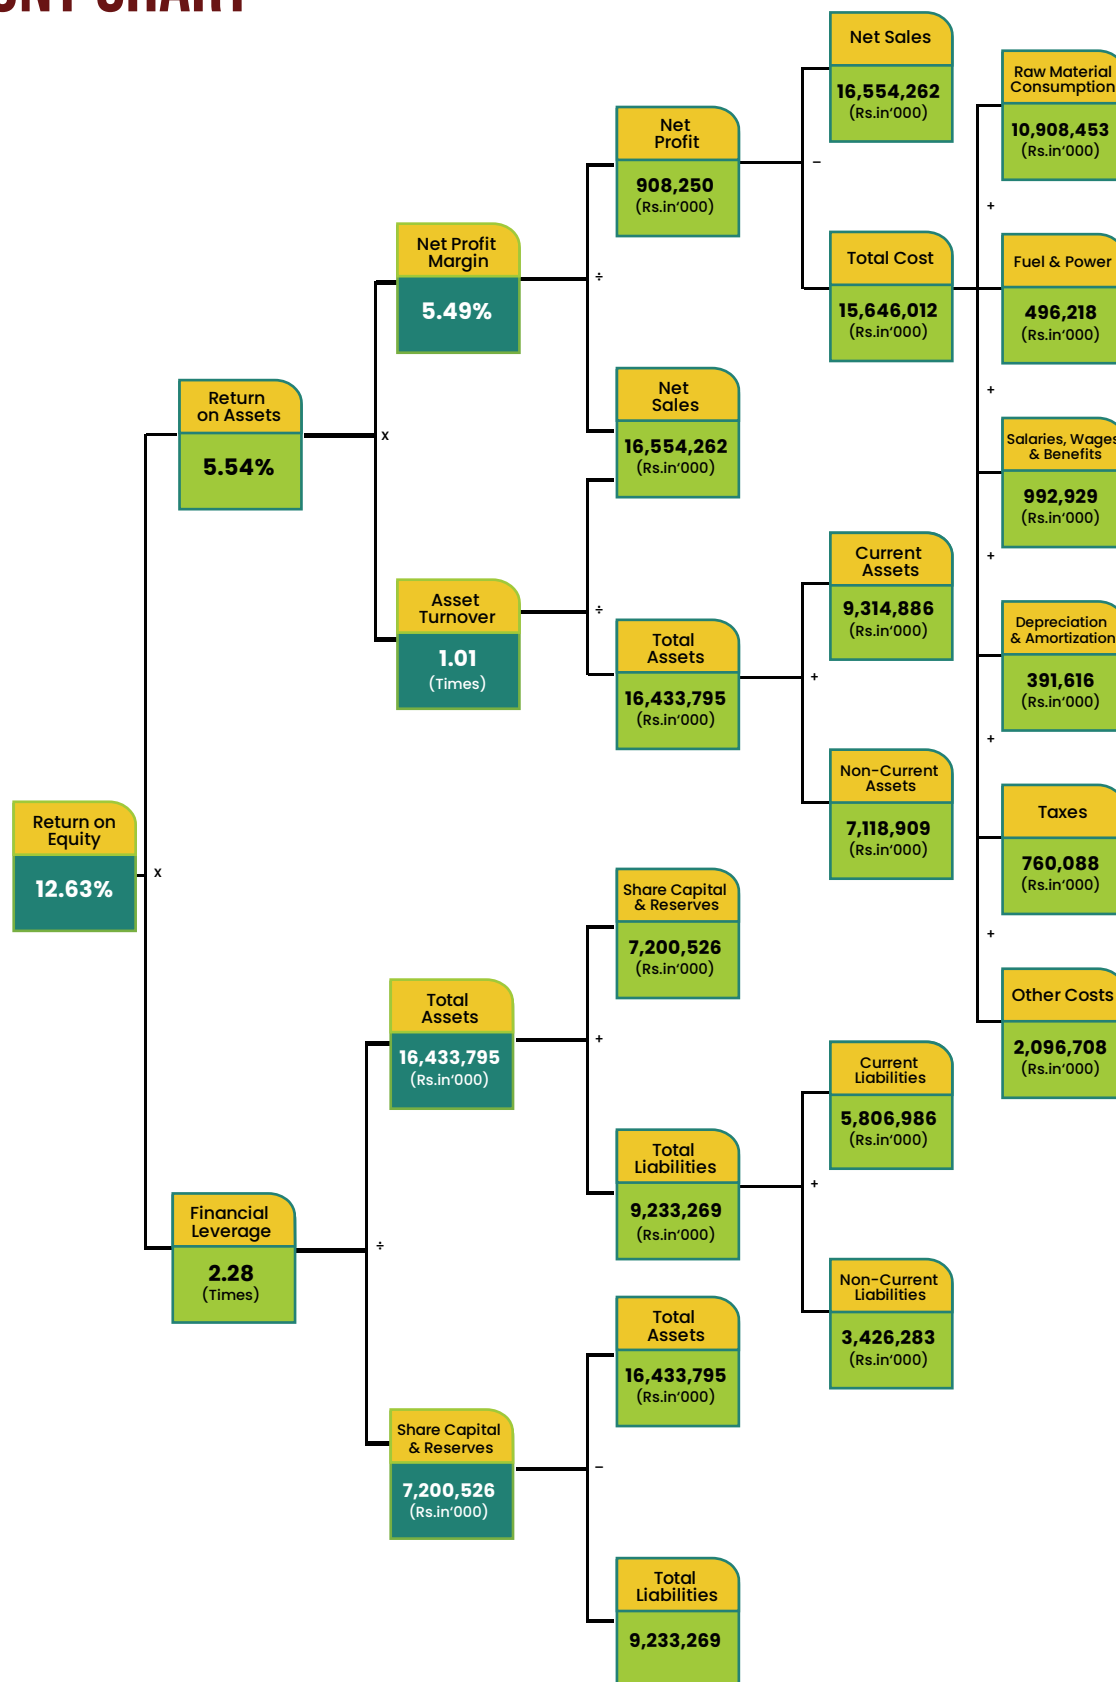 Net Sales
16,554,262
(Rs.in‘000)
Raw Material
Consumption
10,908,453
(Rs.in‘000)
Net
Profit
908,250
(Rs.in‘000)
–
+
Net Profit
Margin
5.49%
÷
Total Cost
15,646,012
(Rs.in‘000)
Fuel & Power
496,218
(Rs.in‘000)
+
Return
on Assets
5.54%
x
Net
Sales
16,554,262
(Rs.in‘000)
Salaries, Wages
& Benefits
992,929
(Rs.in‘000)
+
Asset
Turnover
1.01
(Times)
÷
Total
Assets
16,433,795
(Rs.in‘000)
Current
Assets
9,314,886
(Rs.in‘000)
+
Non-Current
Assets
7,118,909
(Rs.in‘000)
Depreciation
& Amortization
391,616
(Rs.in‘000)
+
Taxes
760,088
(Rs.in‘000)
+
Other Costs
2,096,708
(Rs.in‘000)
Return on
Equity
12.63%
x
Share Capital
& Reserves
7,200,526
(Rs.in‘000)
Total
Assets
16,433,795
(Rs.in‘000)
+
Total
Liabilities
9,233,269
(Rs.in‘000)
Current
Liabilities
5,806,986
(Rs.in‘000)
+
Non-Current
Liabilities
3,426,283
(Rs.in‘000)
Financial
Leverage
2.28
(Times)
÷
Total
Assets
16,433,795
(Rs.in‘000)
Share Capital
& Reserves
7,200,526
(Rs.in‘000)
–
Total
Liabilities
9,233,269